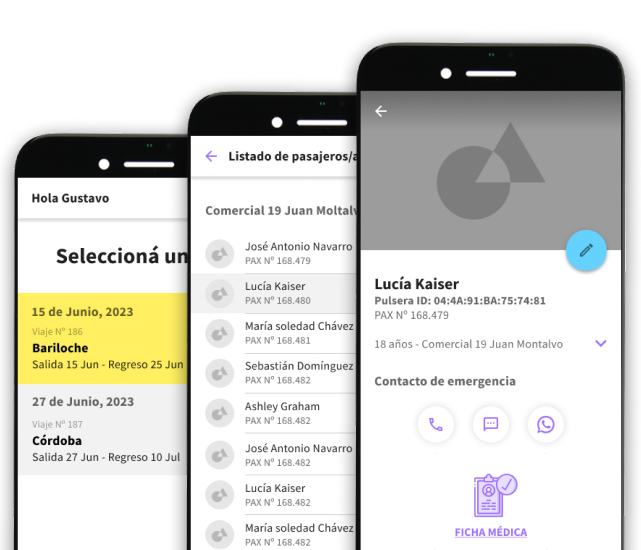 Hola Gustavo
Seleccioná un
15 de Junio, 2023
Viaje Nº 186
Bariloche
Salida 15 Jun - Regreso 25 Jun
27 de Junio, 2023
Viaje Nº 187
Córdoba
Salida 27 Jun - Regreso 10 Jul
Listado de pasajeros/a
Comercial 19 Juan Moltalv
José Antonio Navarro
PAX Nº 168.479
Lucía Kaiser
PAX Nº 168.480
María soledad Chávez
PAX Nº 168.481
Sebastián Domínguez
PAX Nº 168.482
Ashley Graham
PAX Nº 168.482
José Antonio Navarro
PAX Nº 168.482
Lucía Kaiser
PAX Nº 168.482
María soledad Chávez
PAX Nº 168.482
Lucía Kaiser
Pulsera ID: 04:4A:91:BA:75:74:81
PAX Nº 168.479
18 años - Comercial 19 Juan Montalvo
Contacto de emergencia
FICHA MÉDICA